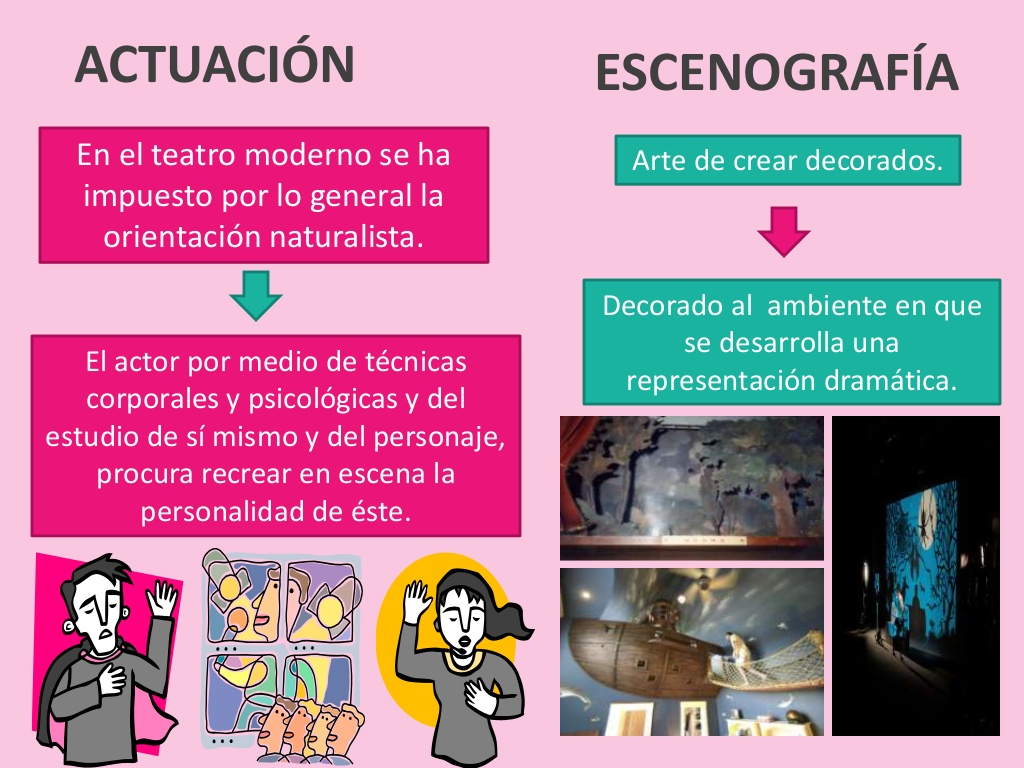 ACTUACIÓN
En el teatro moderno se ha
impuesto por lo general la
orientación naturalista.
El actor por medio de técnicas
corporales y psicológicas y del
estudio de sí mismo y del personaje,
procura recrear en escena la
personalidad de éste.
ESCENOGRAFÍA
Arte de crear decorados.
Decorado al  ambiente en que
se desarrolla una
representación dramática.